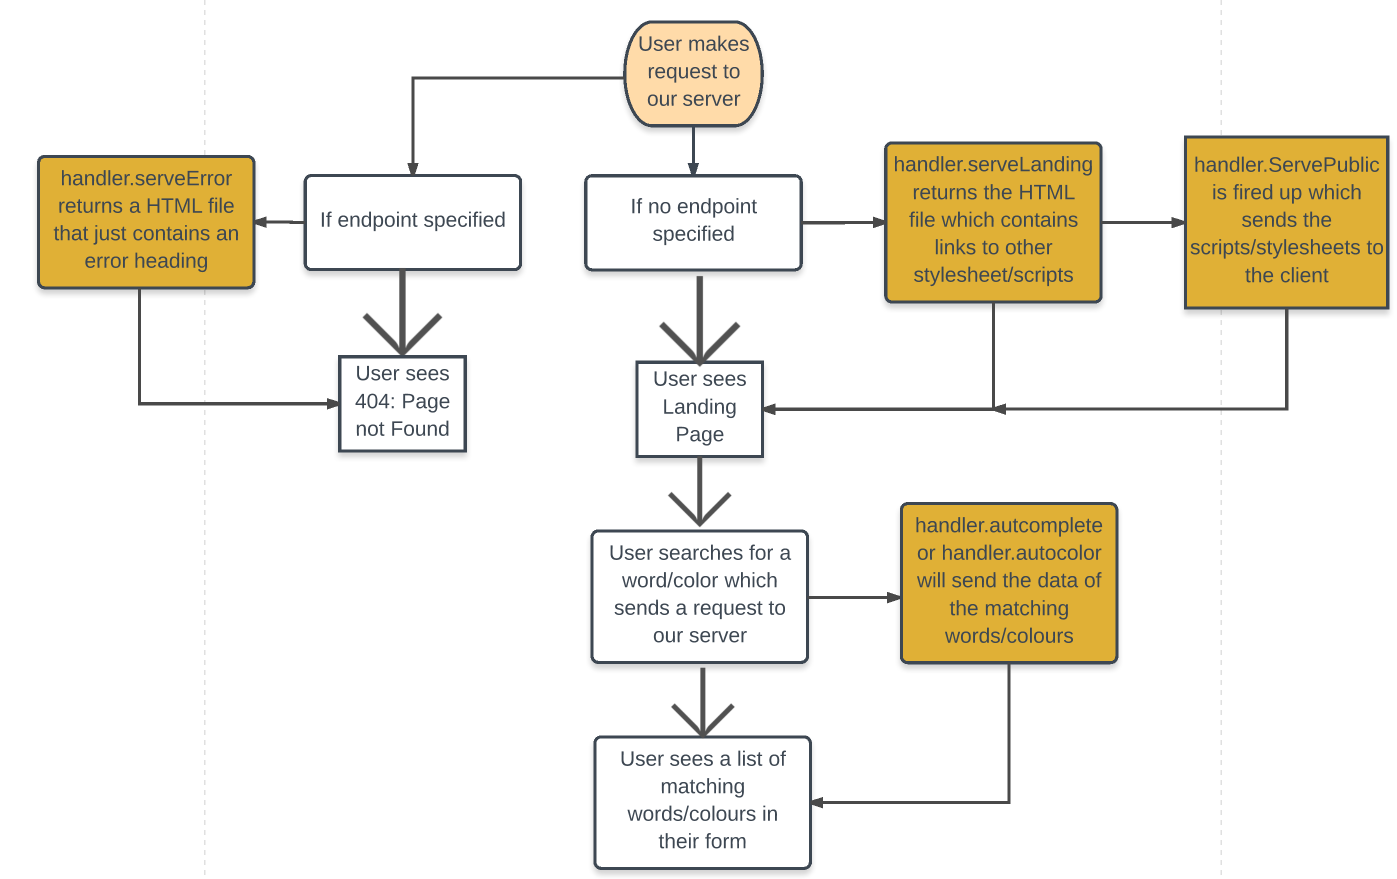 User makes
request to
our server
handler.serveError
returns a HTML file
that just contains an
error heading
If endpoint specified
If no endpoint
specified
handler.serveLanding
returns the HTML
file which contains
links to other
stylesheet/scripts
handler.ServePublic
is fired up which
sends the
scripts/stylesheets to
the client
User sees
404: Page
not Found
User sees
Landing
Page
User searches for a
word/color which
sends a request to
our server
handler.autcomplete
or handler.autocolor
will send the data of
the matching
words/colours
User sees a list of
matching
words/colours in
their form